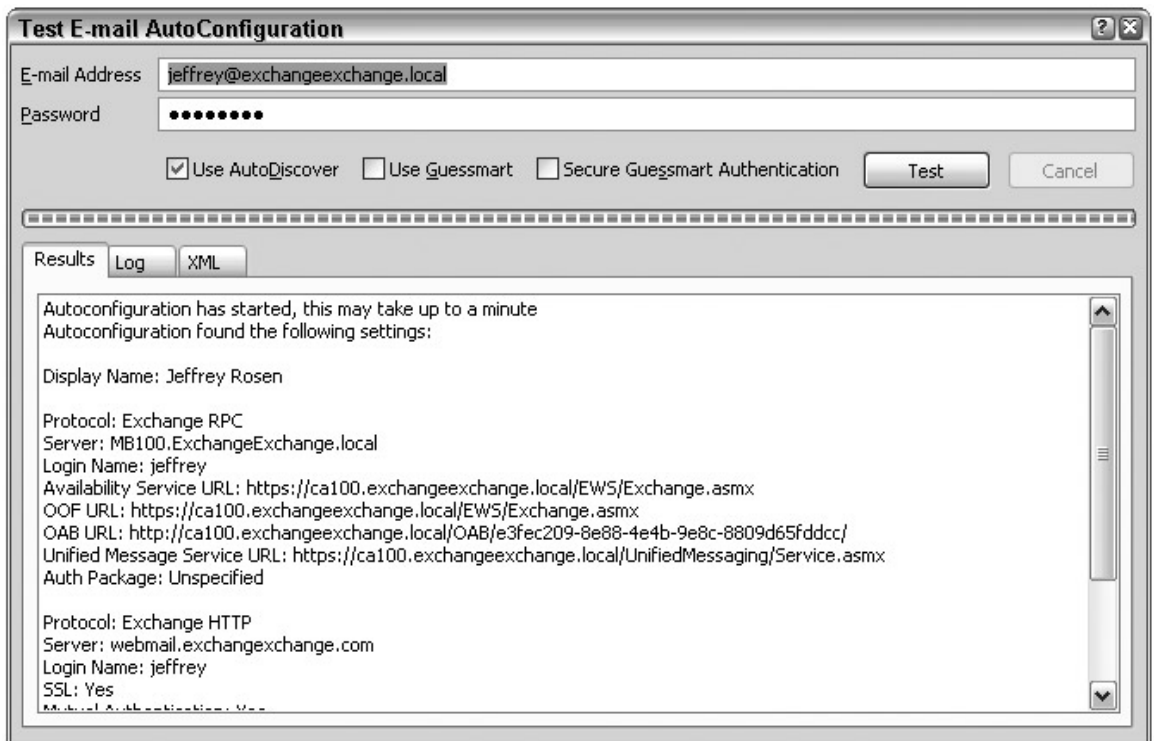 Test E-mail AutoConfiguration
E-mail Address jeffrey@exchangeexchange.local
Password
Use AutoDiscover Use Guessmart Secure Guessmart Authentication Test Cancel
Results Log XML
Autoconfiguration has started, this may take up to a minute
Autoconfiguration found the following settings:
Display Name: Jeffrey Rosen
Protocol: Exchange RPC
Server: MB100.ExchangeExchange.local
Login Name: jeffrey
Availability Service URL: https://ca100.exchangeexchange.local/EWS/Exchange.asmx
OOF URL: https://ca100.exchangeexchange.local/EWS/Exchange.asmx
OAB URL: http://ca100.exchangeexchange.local/OAB/e3fec209-8e88-4e4b-9e8c-8809d65fddcc/
Unified Message Service URL: https://ca100.exchangeexchange.local/UnifiedMessaging/Service.asmx
Auth Package: Unspecified
Protocol: Exchange HTTP
Server: webmail.exchangexchange.com
Login Name: jeffrey
SSL: Yes
Mutual Authentication: Yes